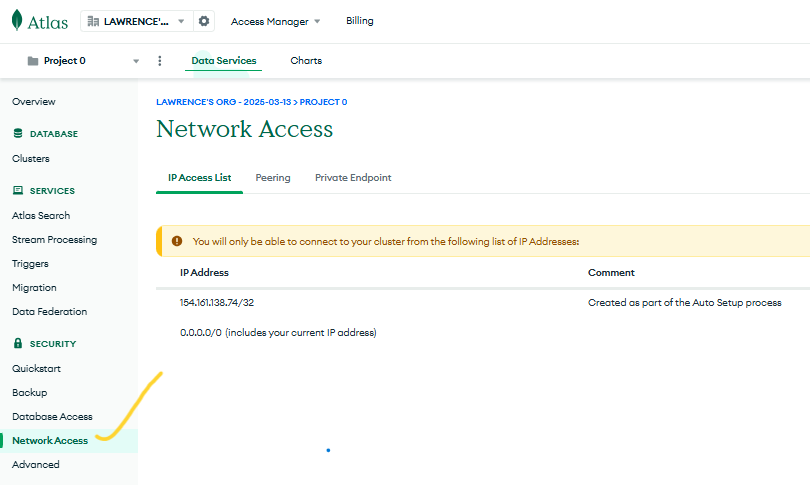 Atlas
LAWRENCE'...
Access Manager
Billing
Project 0
Data Services
Charts
Overview
DATABASE
Clusters
SERVICES
Atlas Search
Stream Processing
Triggers
Migration
Data Federation
SECURITY
Quickstart
Backup
Database Access
Network Access
Advanced
LAWRENCE'S ORG - 2025-03-13 > PROJECT 0
Network Access
IP Access List
Peering
Private Endpoint
You will only be able to connect to your cluster from the following list of IP Addresses:
IP Address
Comment
154.161.138.74/32
Created as part of the Auto Setup process
0.0.0.0/0 (includes your current IP address)